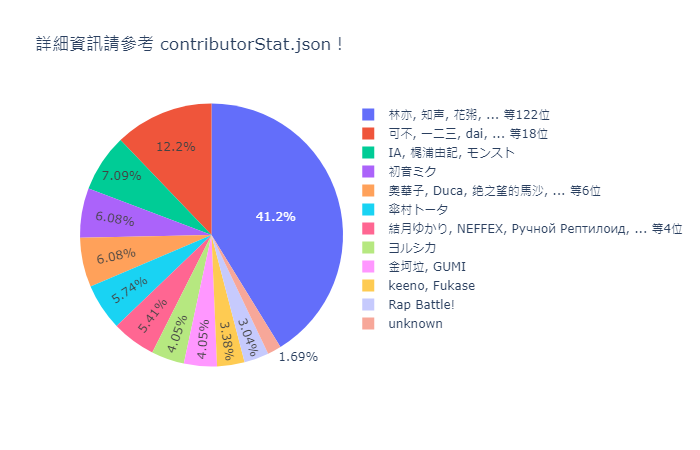 詳細資訊請參考 contributorStat.json！
41.2%
12.2%
7.09%
6.08%
6.08%
5.74%
5.41%
4.05%
4.05%
3.38%
3.04%
1.69%
林亦, 知声, 花粥, ... 等122位
可不, 一二三, dai, ... 等18位
IA, 梶浦由記, モンスト
初音ミク
奧華子, Duca, 绝之望的馬沙, ... 等6位
傘村トータ
結月ゆかり, NEFFEX, Ручной Рептилоид, ... 等4位
ヨルシカ
金坷垃, GUMI
keeno, Fukase
Rap Battle!
unknown